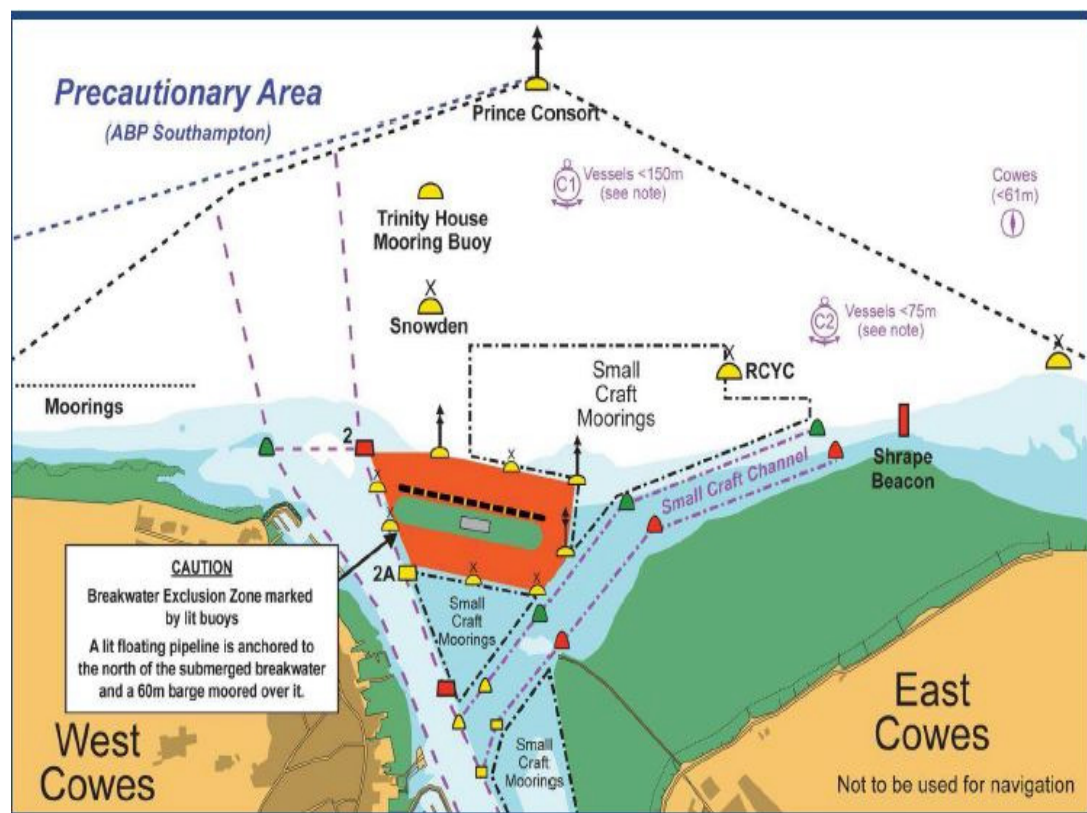 Precautionary Area
(ABP Southampton)
Prince Consort
C1
Vessels <150m
(see note)
Cowes
(<61m)
Trinity House
Mooring Buoy
X
Snowden
C2
Vessels <75m
(see note)
X
X
RCYC
Small
Craft
Moorings
Moorings
2
X
X
Shrape
Beacon
Small Craft Channel
X
CAUTION
Breakwater Exclusion Zone marked
by lit buoys
A lit floating pipeline is anchored to
the north of the submerged breakwater
and a 60m barge moored over it.
2A
X
X
Small
Craft
Moorings
West
Cowes
Small
Craft
Moorings
East
Cowes
Not to be used for navigation